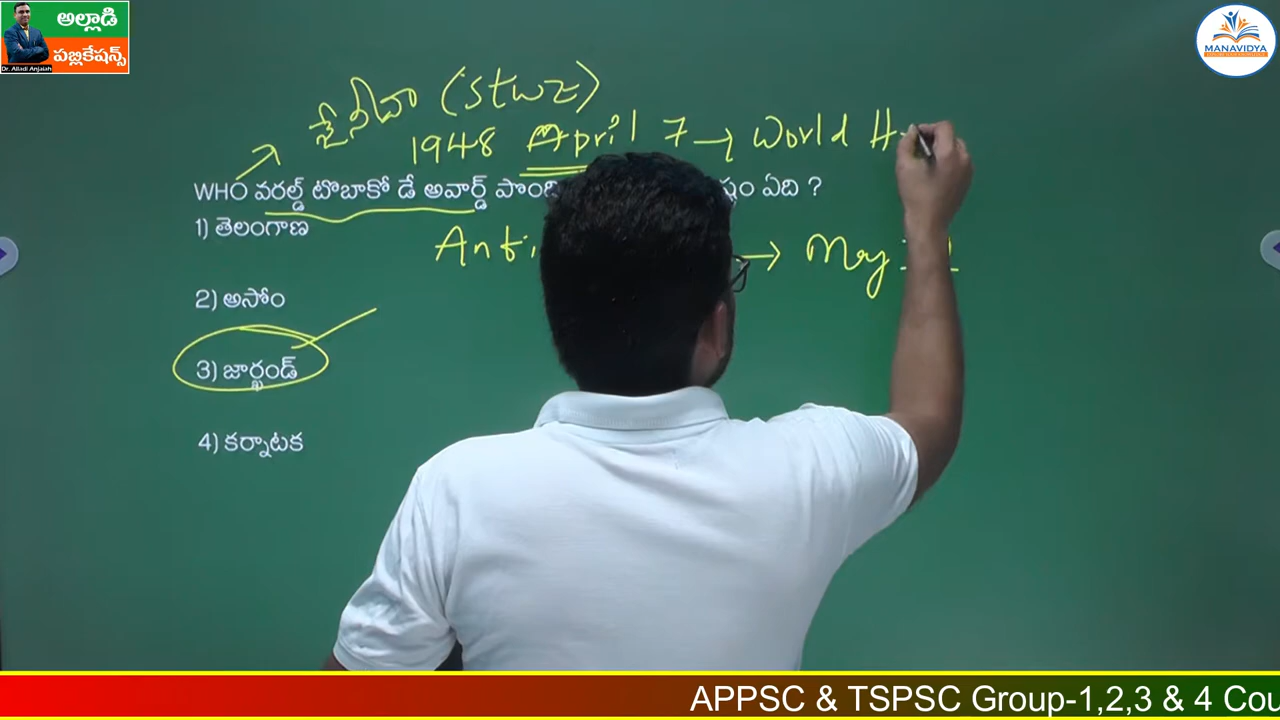 అల్లాడి
పబ్లికేషన్స్
Dr. Alladi Anjaiah
MANAVIDYA
జెనీవా (Stwz)
1948 April 7 → World H
WHO వరల్డ్ టొబాకో డే అవార్డ్ ఏది ?
1) తెలంగాణ
Anti → May
2) అసోం
3) జార్ఖండ్
4) కర్నాటక
APPSC & TSPSC Group-1,2,3 & 4 Cou